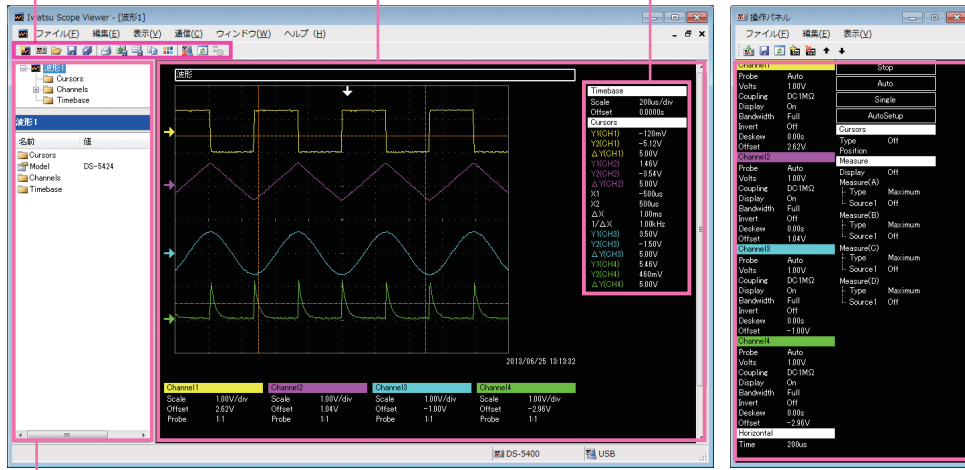 Iwatsu Scope Viewer - [波形1]
ファイル(F) 編集(E) 表示(V) 通信(C) ウィンドウ(W) ヘルプ (H)
波形1
Cursors
Channels
Timebase
波形1
名前 値
Cursors
Model DS-5424
Channels
Timebase
波形
Timebase
Scale 200us/div
Offset 0.0000s
Cursors
Y1(CH1) -120mV
Y2(CH1) -5.12V
△Y(CH1) 5.00V
Y1(CH2) 1.46V
Y2(CH2) -3.54V
△Y(CH2) 5.00V
X1 -500us
X2 500us
△X 1.00ms
1/△X 1.00kHz
Y1(CH3) 3.50V
Y2(CH3) -1.50V
△Y(CH3) 5.00V
Y1(CH4) 5.46V
Y2(CH4) 460mV
△Y(CH4) 5.00V
2013/06/25 13:13:32
Channel1 Channel2 Channel3 Channel4
Scale 1.00V/div Scale 1.00V/div Scale 1.00V/div Scale 1.00V/div
Offset 2.62V Offset 1.04V Offset -1.00V Offset -2.96V
Probe 1:1 Probe 1:1 Probe 1:1 Probe 1:1
DS-5400 USB
操作パネル
ファイル(F) 編集(E) 表示(V)
Channel1
Probe Auto
Volts 1.00V
Coupling DC1MΩ
Display On
Bandwidth Full
Invert Off
Deskew 0.00s
Offset 2.62V
Channel2
Probe Auto
Volts 1.00V
Coupling DC1MΩ
Display On
Bandwidth Full
Invert Off
Deskew 0.00s
Offset 1.04V
Channel3
Probe Auto
Volts 1.00V
Coupling DC1MΩ
Display On
Bandwidth Full
Invert Off
Deskew 0.00s
Offset -1.00V
Channel4
Probe Auto
Volts 1.00V
Coupling DC1MΩ
Display On
Bandwidth Full
Invert Off
Deskew 0.00s
Offset -2.96V
Horizontal
Time 200us
Stop
Auto
Single
AutoSetup
Cursors
Type Off
Position
Measure
Display Off
Measure(A)
Type Maximum
Source1 Off
Measure(B)
Type Maximum
Source1 Off
Measure(C)
Type Maximum
Source1 Off
Measure(D)
Type Maximum
Source1 Off